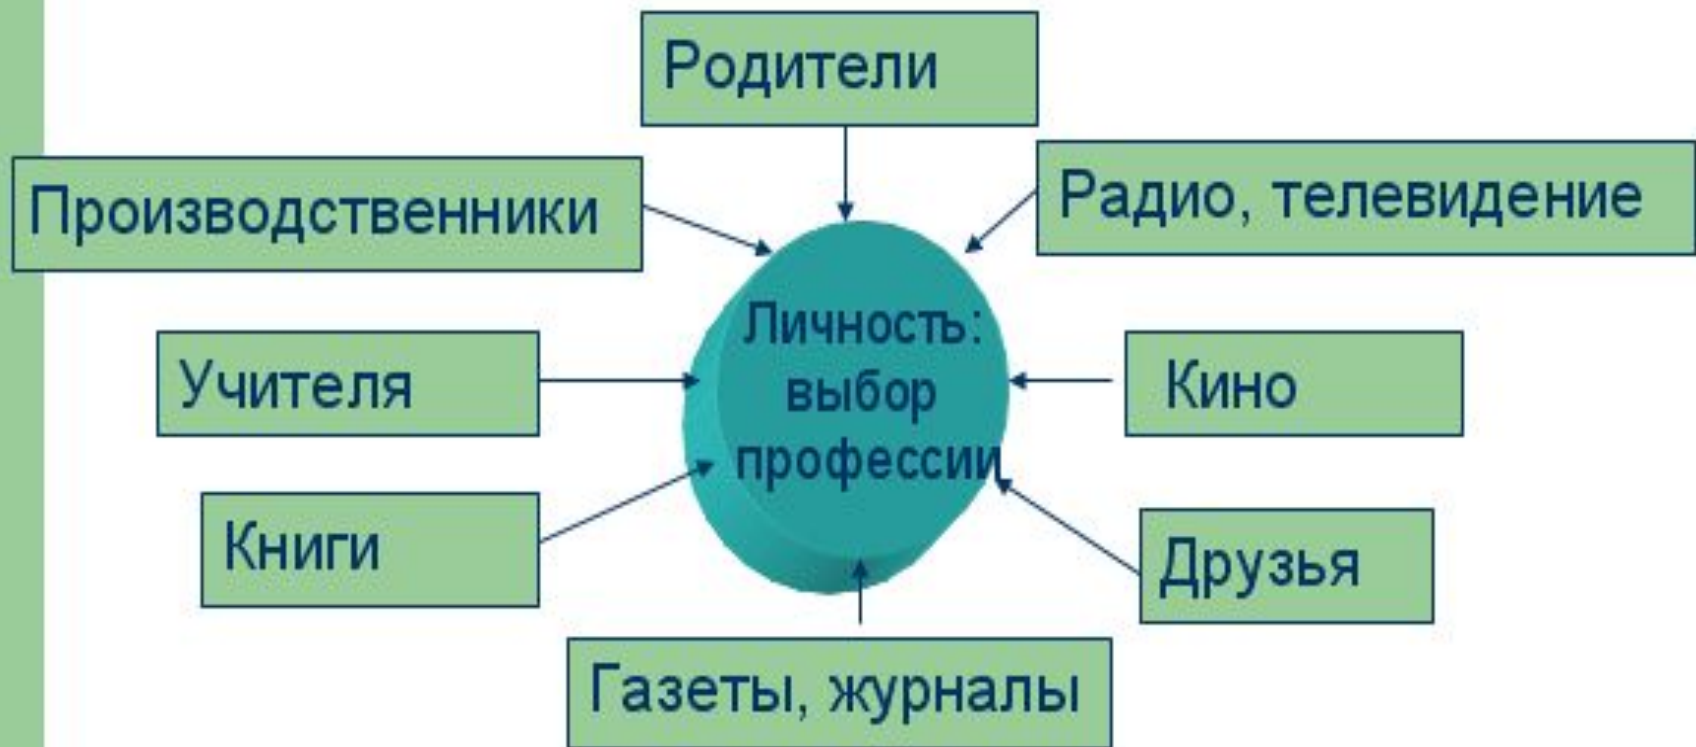 Родители
Производственники
Радио, телевидение
Личность:
выбор
профессии
Учителя
Кино
Книги
Друзья
Газеты, журналы